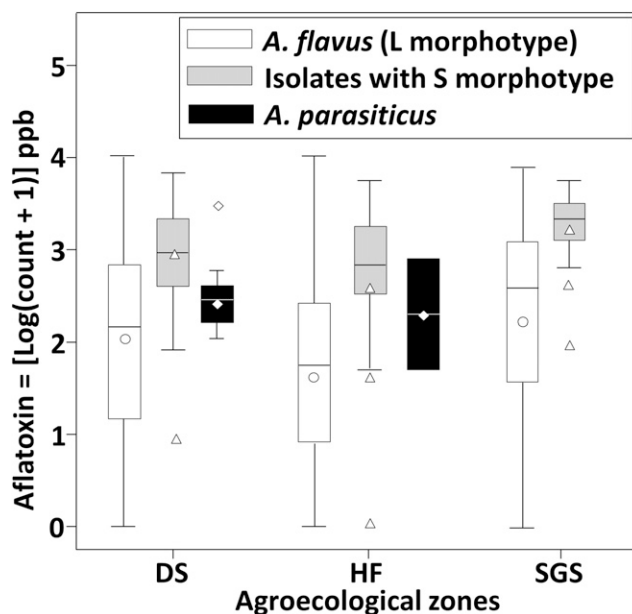 A. flavus (L morphotype)
Isolates with S morphotype
A. parasiticus
Aflatoxin = [Log(count + 1)] ppb
5
4
3
2
1
0
DS HF SGS
Agroecological zones